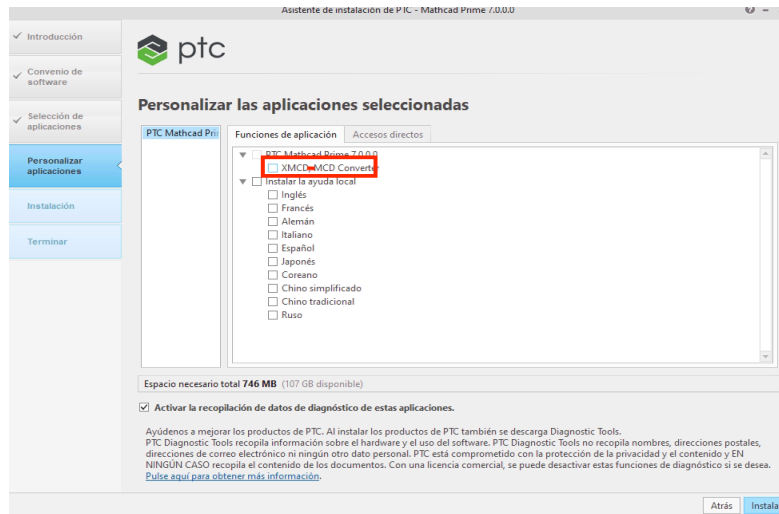 Asistente de instalación de PTC - Mathcad Prime 7.0.0.0
Introducción
Convenio de
software
Selección de
aplicaciones
Personalizar
aplicaciones
Instalación
Terminar
ptc
Personalizar las aplicaciones seleccionadas
PTC Mathcad Pri
Funciones de aplicación Accesos directos
PTC Mathcad Prime 7.0.0.0
XMCD, MCD Converter
Instalar la ayuda local
Inglés
Francés
Alemán
Italiano
Español
Japonés
Coreano
Chino simplificado
Chino tradicional
Ruso
Espacio necesario total 746 MB (107 GB disponible)
Activar la recopilación de datos de diagnóstico de estas aplicaciones.
Ayúdenos a mejorar los productos de PTC. Al instalar los productos de PTC también se descarga Diagnostic Tools.
PTC Diagnostic Tools recopila información sobre el hardware y el uso del software. PTC Diagnostic Tools no recopila nombres, direcciones postales,
direcciones de correo electrónico ni ningún otro dato personal. PTC está comprometido con la protección de la privacidad y el contenido y EN
NINGÚN CASO recopila el contenido de los documentos. Con una licencia comercial, se puede desactivar estas funciones de diagnóstico si se desea.
Pulse aquí para obtener más información.
Atrás Instala